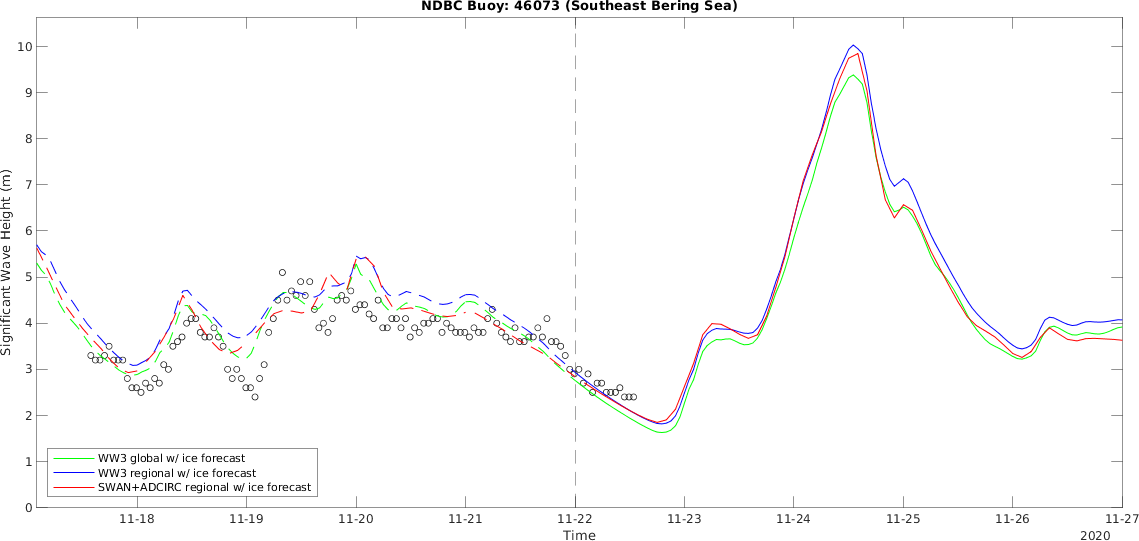 NDBC Buoy: 46073 (Southeast Bering Sea)
Significant Wave Height (m)
10
9
8
7
6
5
4
3
2
1
0
WW3 global w/ ice forecast
WW3 regional w/ ice forecast
SWAN+ADCIRC regional w/ ice forecast
11-18 11-19 11-20 11-21 11-22 11-23 11-24 11-25 11-26 11-27
Time
2020